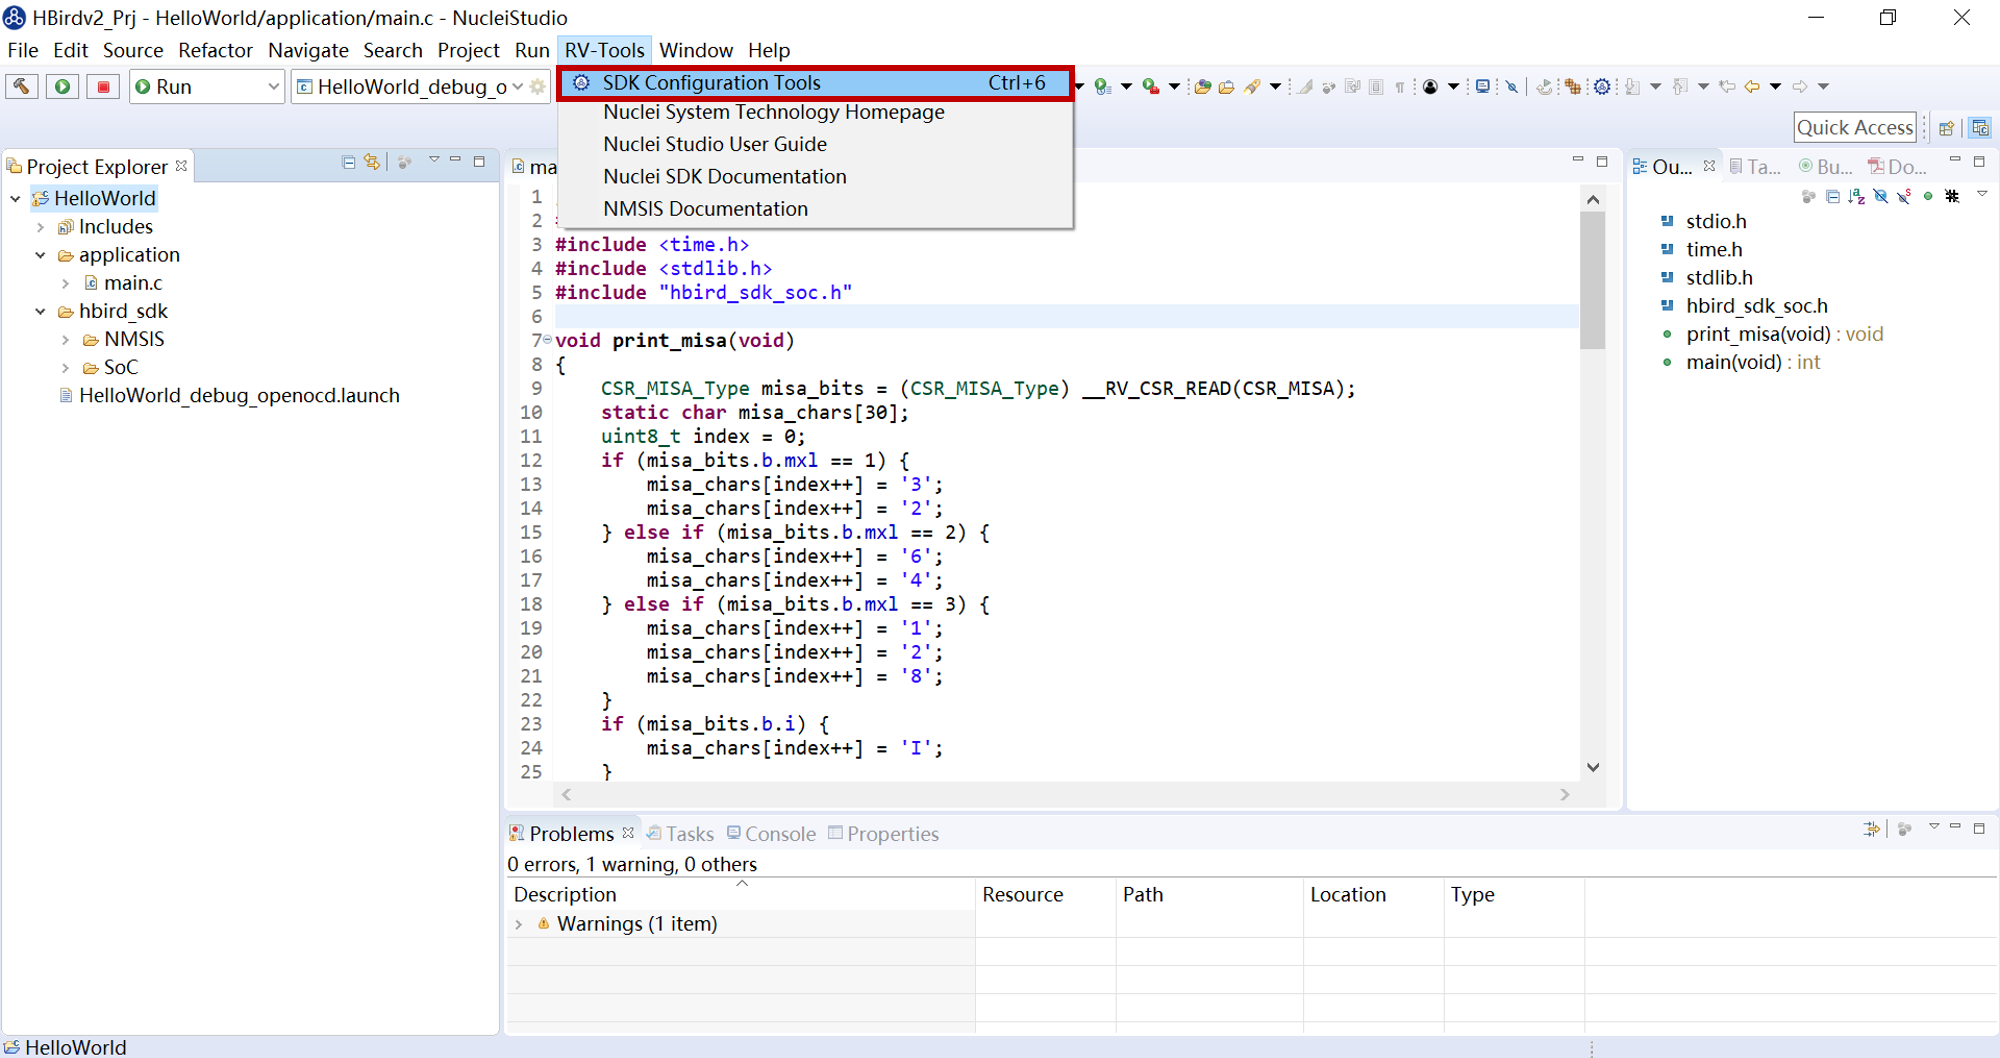 HBirdv2_Prj - HelloWorld/application/main.c - NucleiStudio
File Edit Source Refactor Navigate Search Project Run RV-Tools Window Help
Run HelloWorld_debug_o
SDK Configuration Tools Ctrl+6
Nuclei System Technology Homepage
Nuclei Studio User Guide
Nuclei SDK Documentation
NMSIS Documentation
Quick Access
Project Explorer
HelloWorld
Includes
application
main.c
hbird_sdk
NMSIS
SoC
HelloWorld_debug_openocd.launch
ma
1
2 #
3 #include <time.h>
4 #include <stdlib.h>
5 #include "hbird_sdk_soc.h"
6
7 void print_misa(void)
8 {
9 CSR_MISA_Type misa_bits = (CSR_MISA_Type) __RV_CSR_READ(CSR_MISA);
10 static char misa_chars[30];
11 uint8_t index = 0;
12 if (misa_bits.b.mxl == 1) {
13 misa_chars[index++] = '3';
14 misa_chars[index++] = '2';
15 } else if (misa_bits.b.mxl == 2) {
16 misa_chars[index++] = '6';
17 misa_chars[index++] = '4';
18 } else if (misa_bits.b.mxl == 3) {
19 misa_chars[index++] = '1';
20 misa_chars[index++] = '2';
21 misa_chars[index++] = '8';
22 }
23 if (misa_bits.b.i) {
24 misa_chars[index++] = 'I';
25 }
Ou... Ta... Bu... Do...
stdio.h
time.h
stdlib.h
hbird_sdk_soc.h
print_misa(void) : void
main(void) : int
Problems Tasks Console Properties
0 errors, 1 warning, 0 others
Description Resource Path Location Type
Warnings (1 item)
HelloWorld